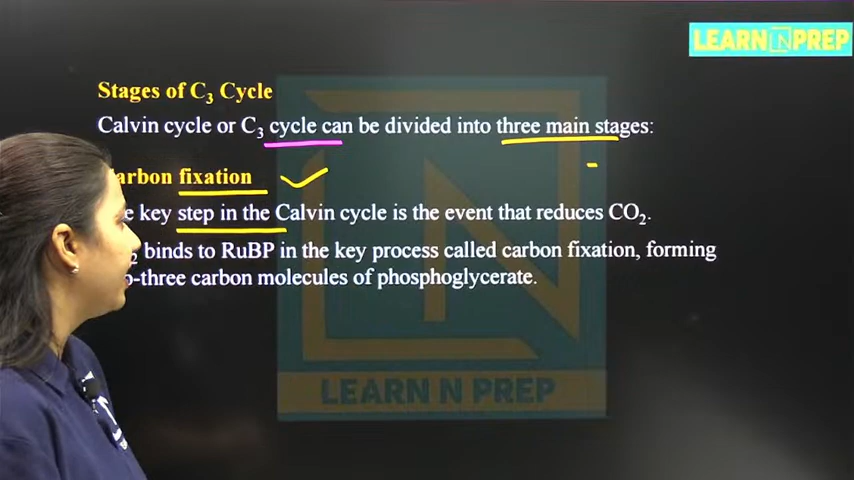 LEARN N PREP
Stages of C₃ Cycle
Calvin cycle or C₃ cycle can be divided into three main stages:
fixation
key step in the Calvin cycle is the event that reduces CO₂.
binds to RuBP in the key process called carbon fixation, forming
-three carbon molecules of phosphoglycerate.
LEARN N PREP